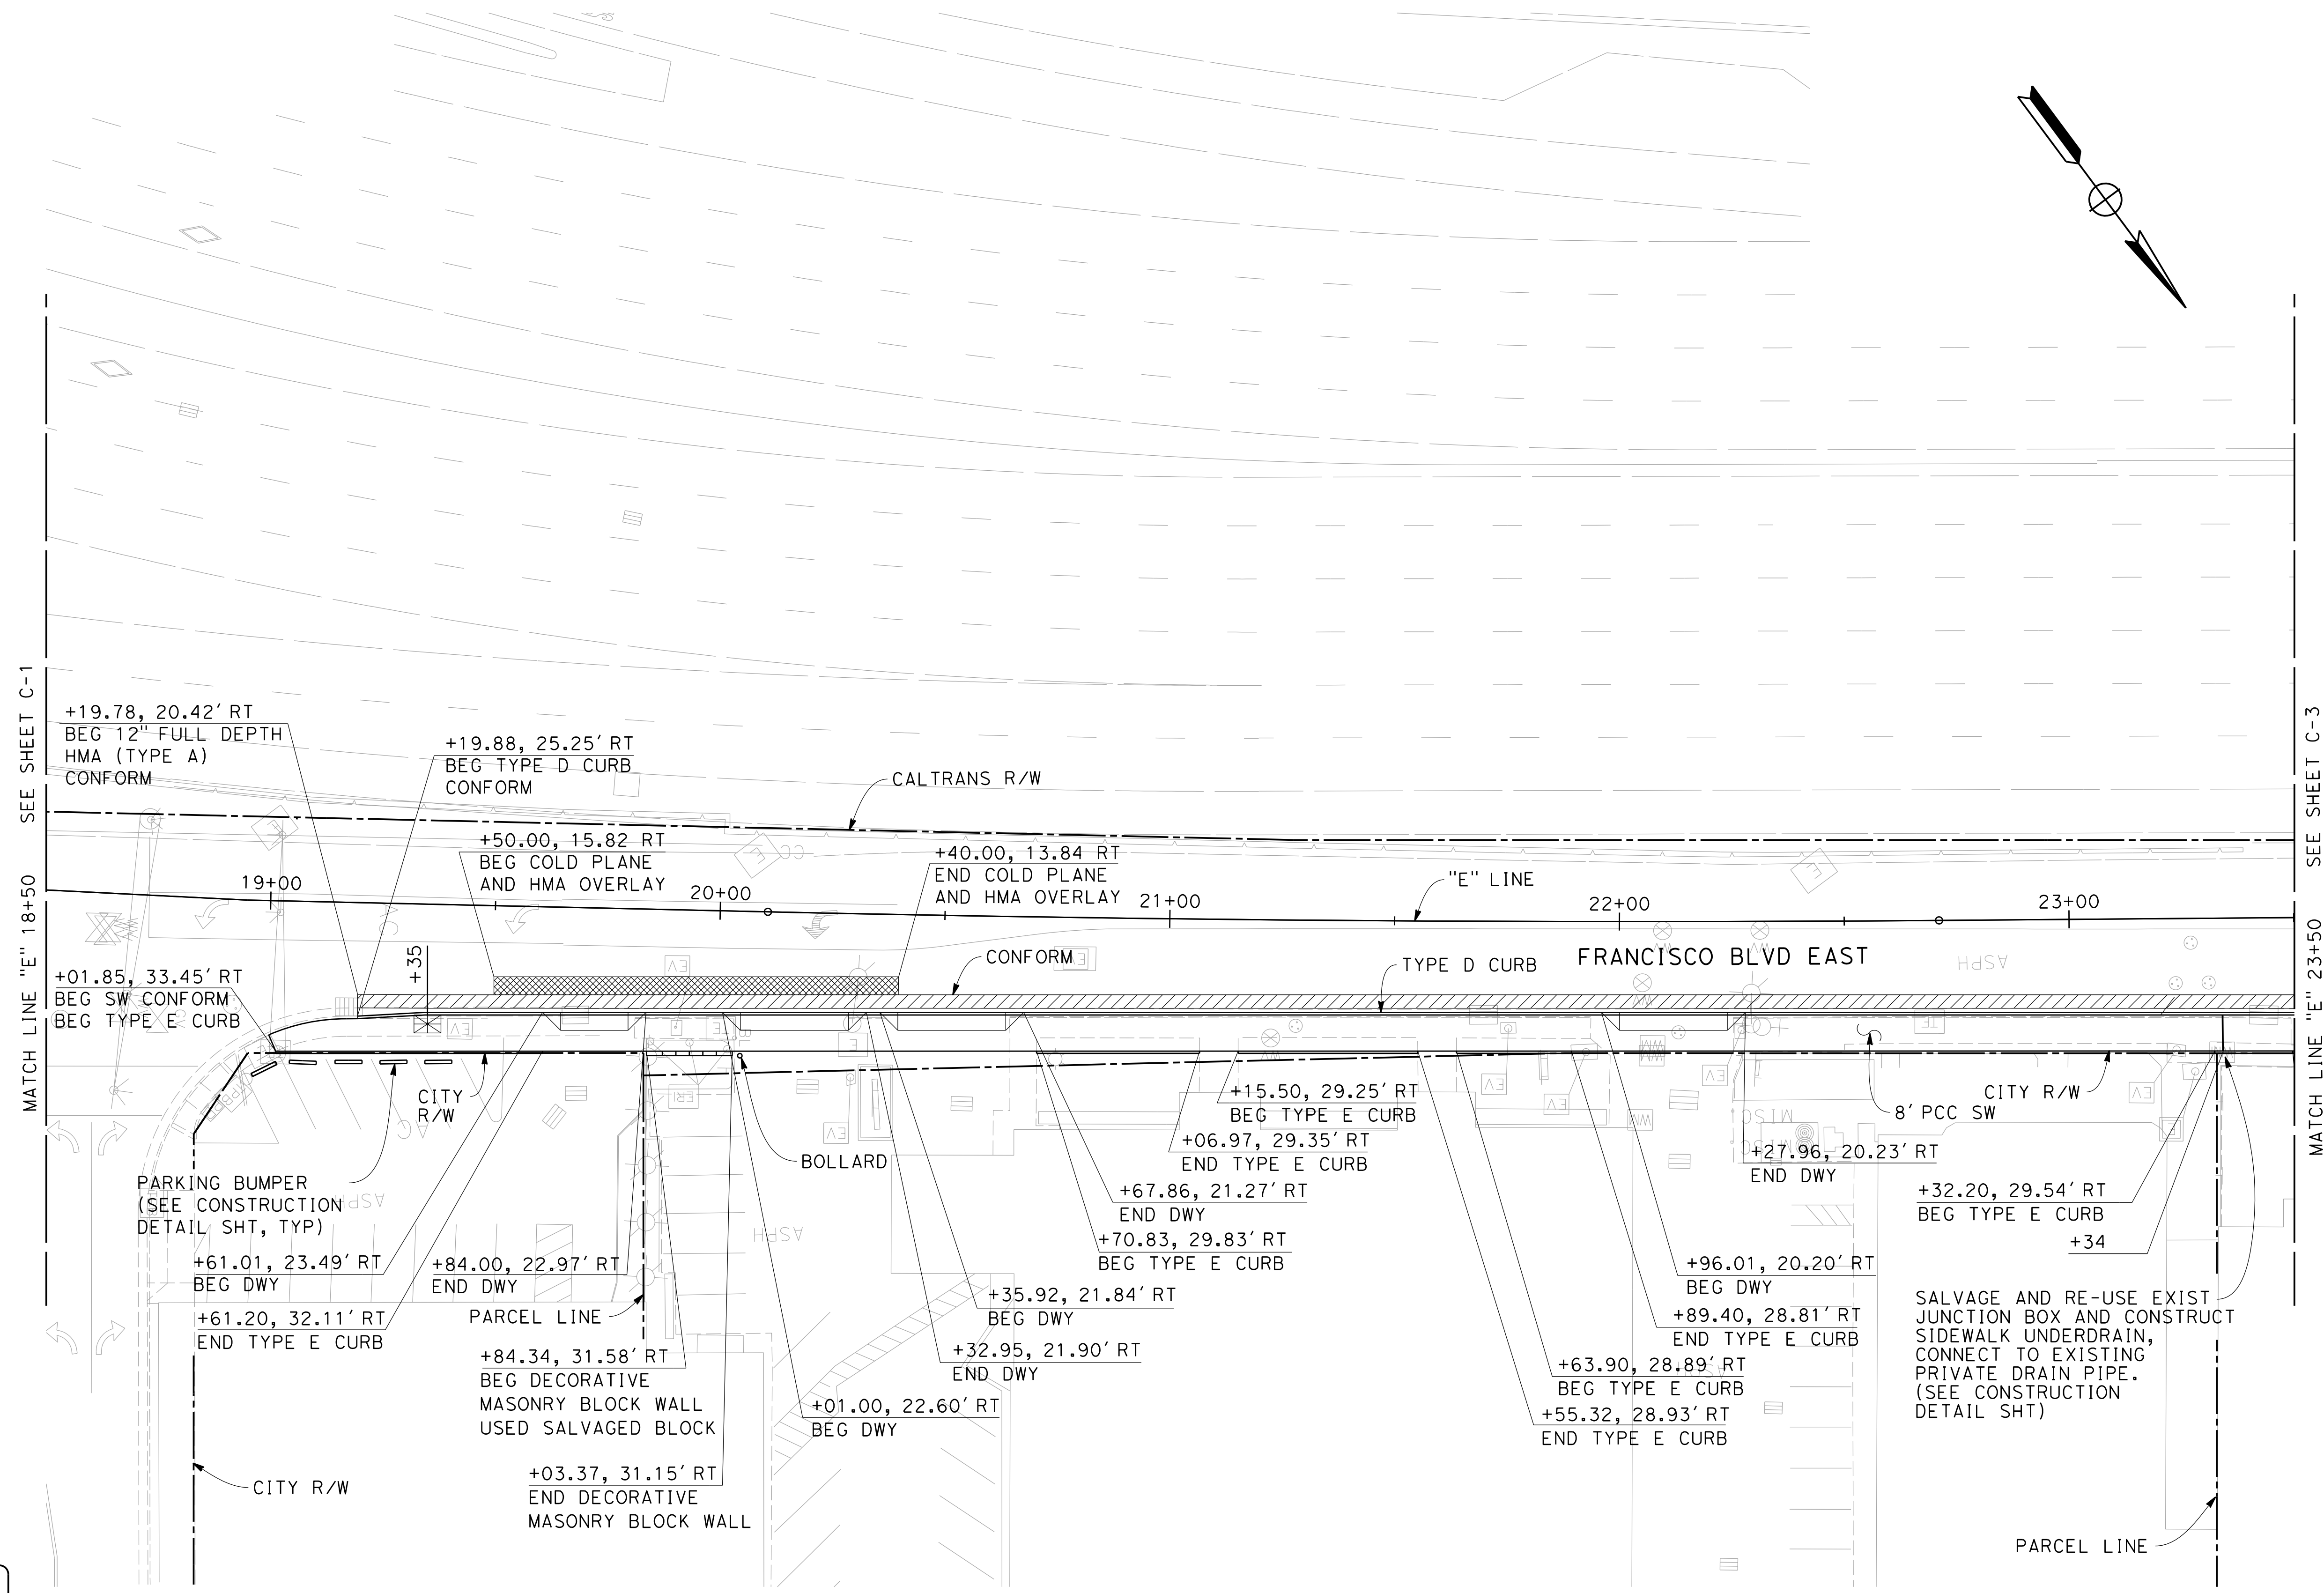 +19.78, 20.42' RT
BEG 12" FULL DEPTH
HMA (TYPE A)
CONFORM
+19.88, 25.25' RT
BEG TYPE D CURB
CONFORM
CALTRANS R/W
+50.00, 15.82 RT
BEG COLD PLANE
AND HMA OVERLAY
+40.00, 13.84 RT
END COLD PLANE
AND HMA OVERLAY
"E" LINE
19+00
20+00
21+00
22+00
23+00
MATCH LINE "E" 18+50 SEE SHEET C-1
MATCH LINE "E" 23+50 SEE SHEET C-3
+35
CONFORM
TYPE D CURB
FRANCISCO BLVD EAST
ASPH
+01.85, 33.45' RT
BEG SW CONFORM
BEG TYPE E CURB
CITY
R/W
BOLLARD
PARKING BUMPER
(SEE CONSTRUCTION
DETAIL SHT, TYP)
ASPH
ASPH
+15.50, 29.25' RT
BEG TYPE E CURB
+06.97, 29.35' RT
END TYPE E CURB
+67.86, 21.27' RT
END DWY
+70.83, 29.83' RT
BEG TYPE E CURB
8' PCC SW
CITY R/W
MISC
MISC
+27.96, 20.23' RT
END DWY
+32.20, 29.54' RT
BEG TYPE E CURB
+34
+61.01, 23.49' RT
BEG DWY
+84.00, 22.97' RT
END DWY
+61.20, 32.11' RT
END TYPE E CURB
PARCEL LINE
+35.92, 21.84' RT
BEG DWY
+32.95, 21.90' RT
END DWY
+96.01, 20.20' RT
BEG DWY
+89.40, 28.81' RT
END TYPE E CURB
+63.90, 28.89' RT
BEG TYPE E CURB
+55.32, 28.93' RT
END TYPE E CURB
SALVAGE AND RE-USE EXIST
JUNCTION BOX AND CONSTRUCT
SIDEWALK UNDERDRAIN,
CONNECT TO EXISTING
PRIVATE DRAIN PIPE.
(SEE CONSTRUCTION
DETAIL SHT)
+84.34, 31.58' RT
BEG DECORATIVE
MASONRY BLOCK WALL
USED SALVAGED BLOCK
+01.00, 22.60' RT
BEG DWY
+03.37, 31.15' RT
END DECORATIVE
MASONRY BLOCK WALL
CITY R/W
PARCEL LINE